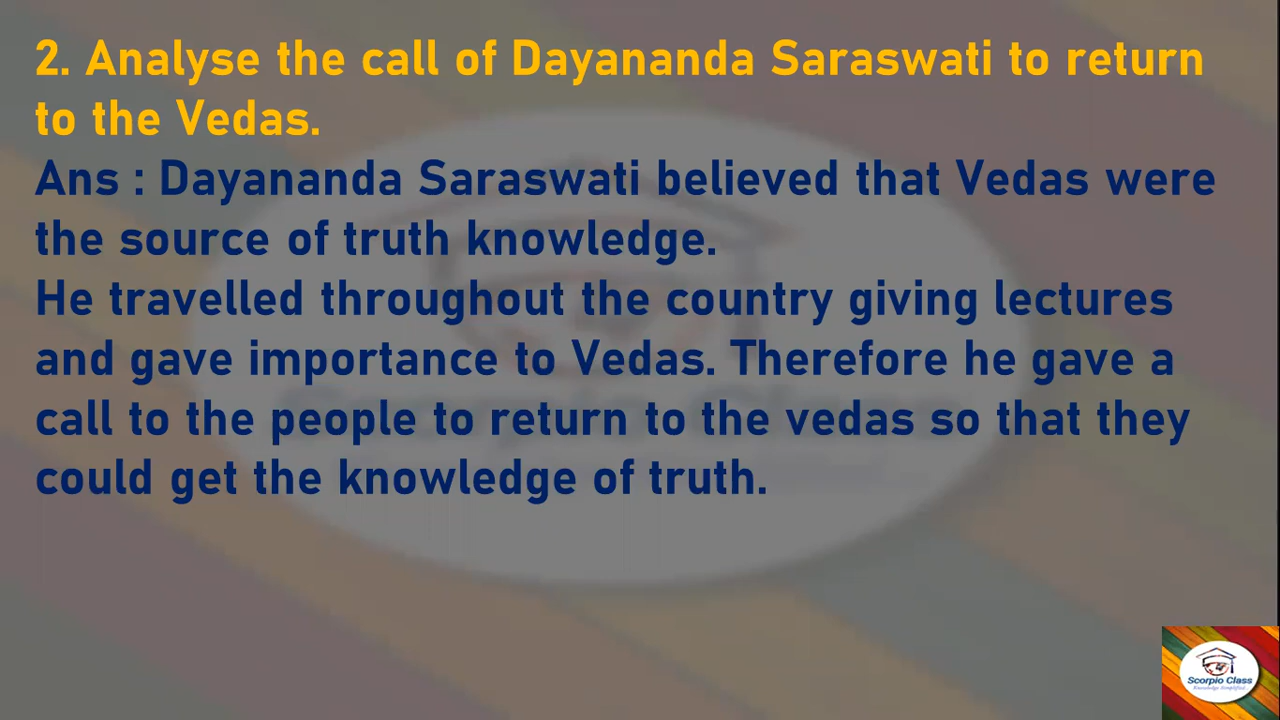 2. Analyse the call of Dayananda Saraswati to return
to the Vedas.
Ans : Dayananda Saraswati believed that Vedas were
the source of truth knowledge.
He travelled throughout the country giving lectures
and gave importance to Vedas. Therefore he gave a
call to the people to return to the vedas so that they
could get the knowledge of truth.
Scorpio Class
Knowledge Simplified